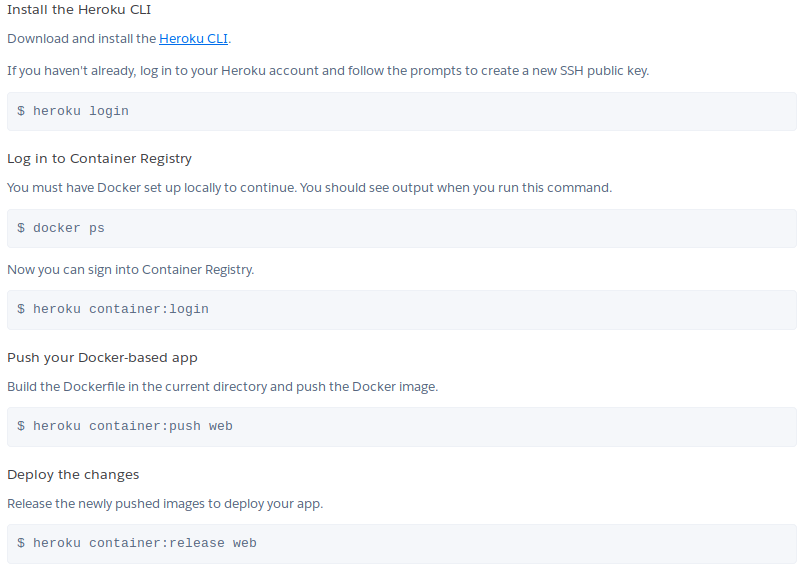 Install the Heroku CLI
Download and install the Heroku CLI.
If you haven't already, log in to your Heroku account and follow the prompts to create a new SSH public key.
$ heroku login
Log in to Container Registry
You must have Docker set up locally to continue. You should see output when you run this command.
$ docker ps
Now you can sign into Container Registry.
$ heroku container:login
Push your Docker-based app
Build the Dockerfile in the current directory and push the Docker image.
$ heroku container:push web
Deploy the changes
Release the newly pushed images to deploy your app.
$ heroku container:release web